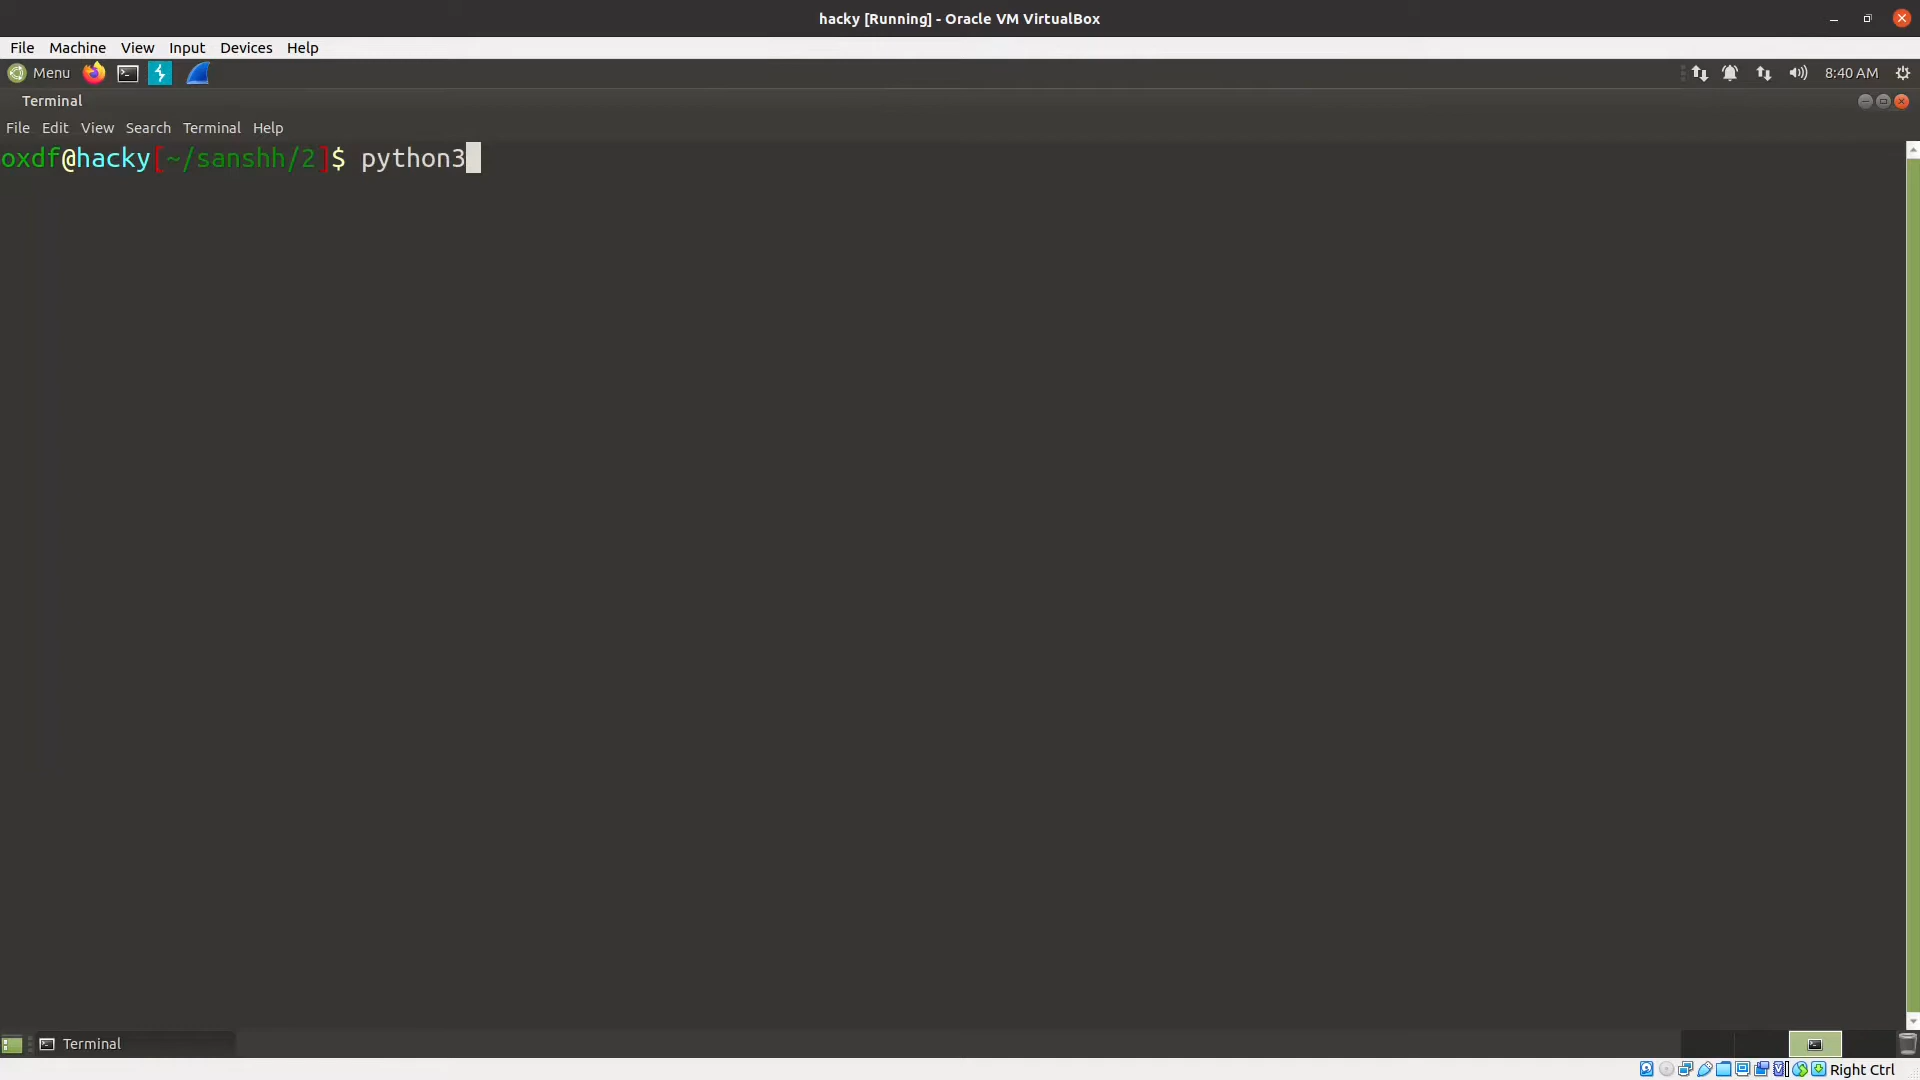 hacky [Running] - Oracle VM VirtualBox
File Machine View Input Devices Help
Menu 8:40 AM
Terminal
File Edit View Search Terminal Help
oxdf@hacky[~/sanshh/2]$ python3
Terminal
Right Ctrl